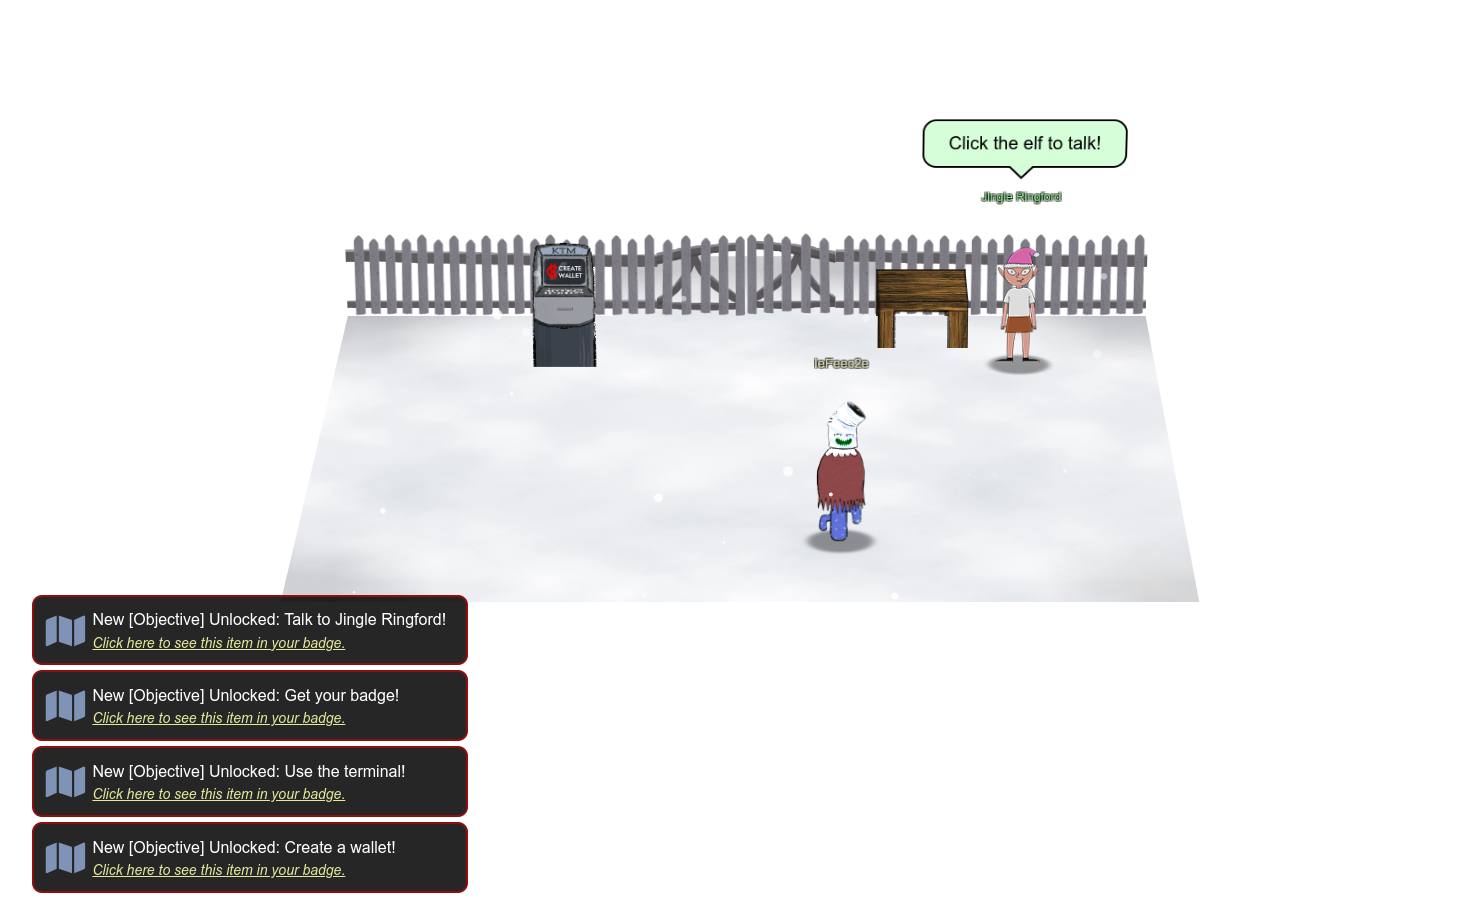 Click the elf to talk!
Jingle Ringford
KTM
CREATE
WALLET
leFeec2e
New [Objective] Unlocked: Talk to Jingle Ringford!
Click here to see this item in your badge.
New [Objective] Unlocked: Get your badge!
Click here to see this item in your badge.
New [Objective] Unlocked: Use the terminal!
Click here to see this item in your badge.
New [Objective] Unlocked: Create a wallet!
Click here to see this item in your badge.